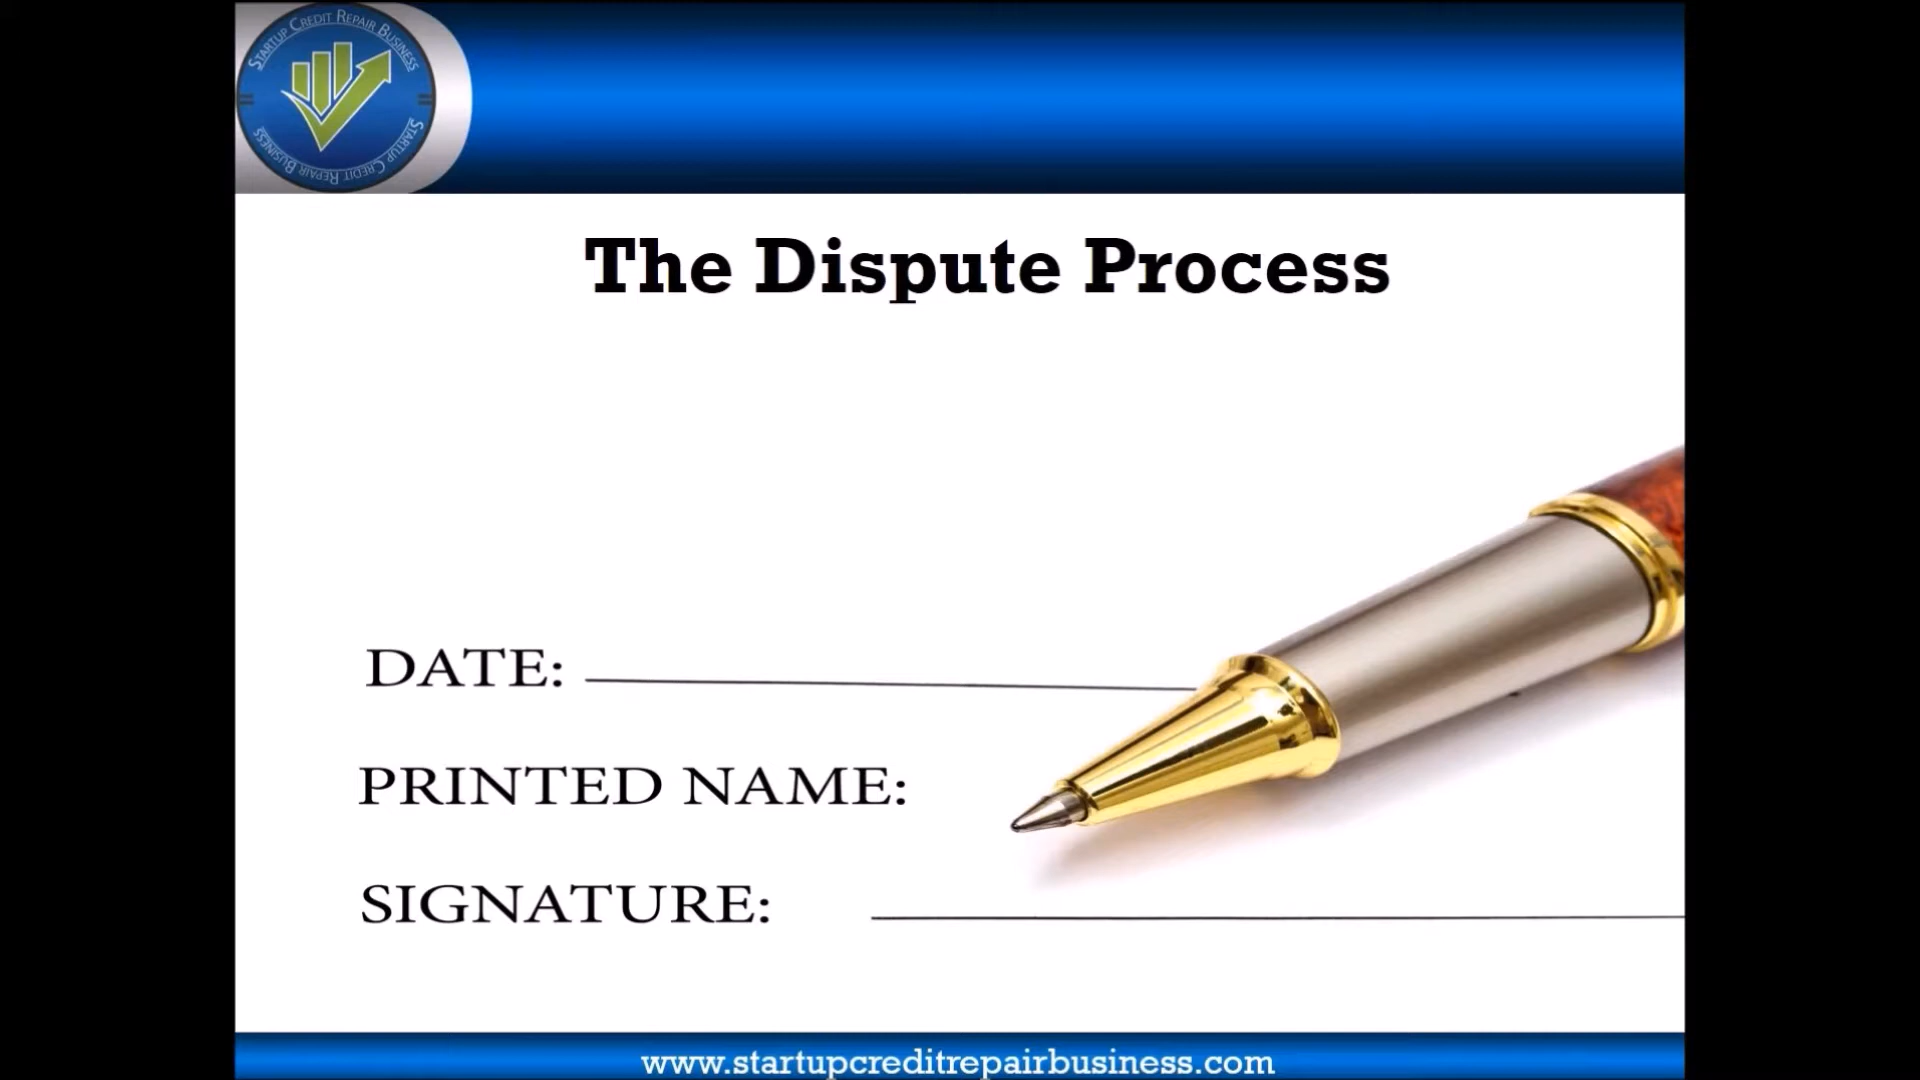 STARTUP CREDIT REPAIR BUSINESS
STARTUP CREDIT REPAIR BUSINESS
The Dispute Process
DATE:
PRINTED NAME:
SIGNATURE:
www.startupcreditrepairbusiness.com